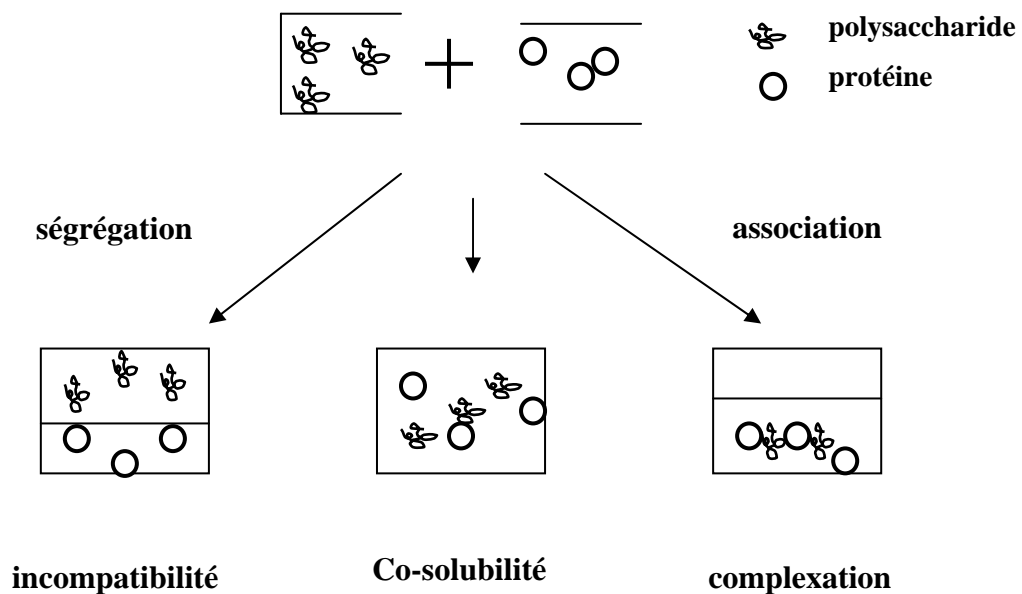 polysaccharide
protéine
ségrégation
association
incompatibilité
Co-solubilité
complexation